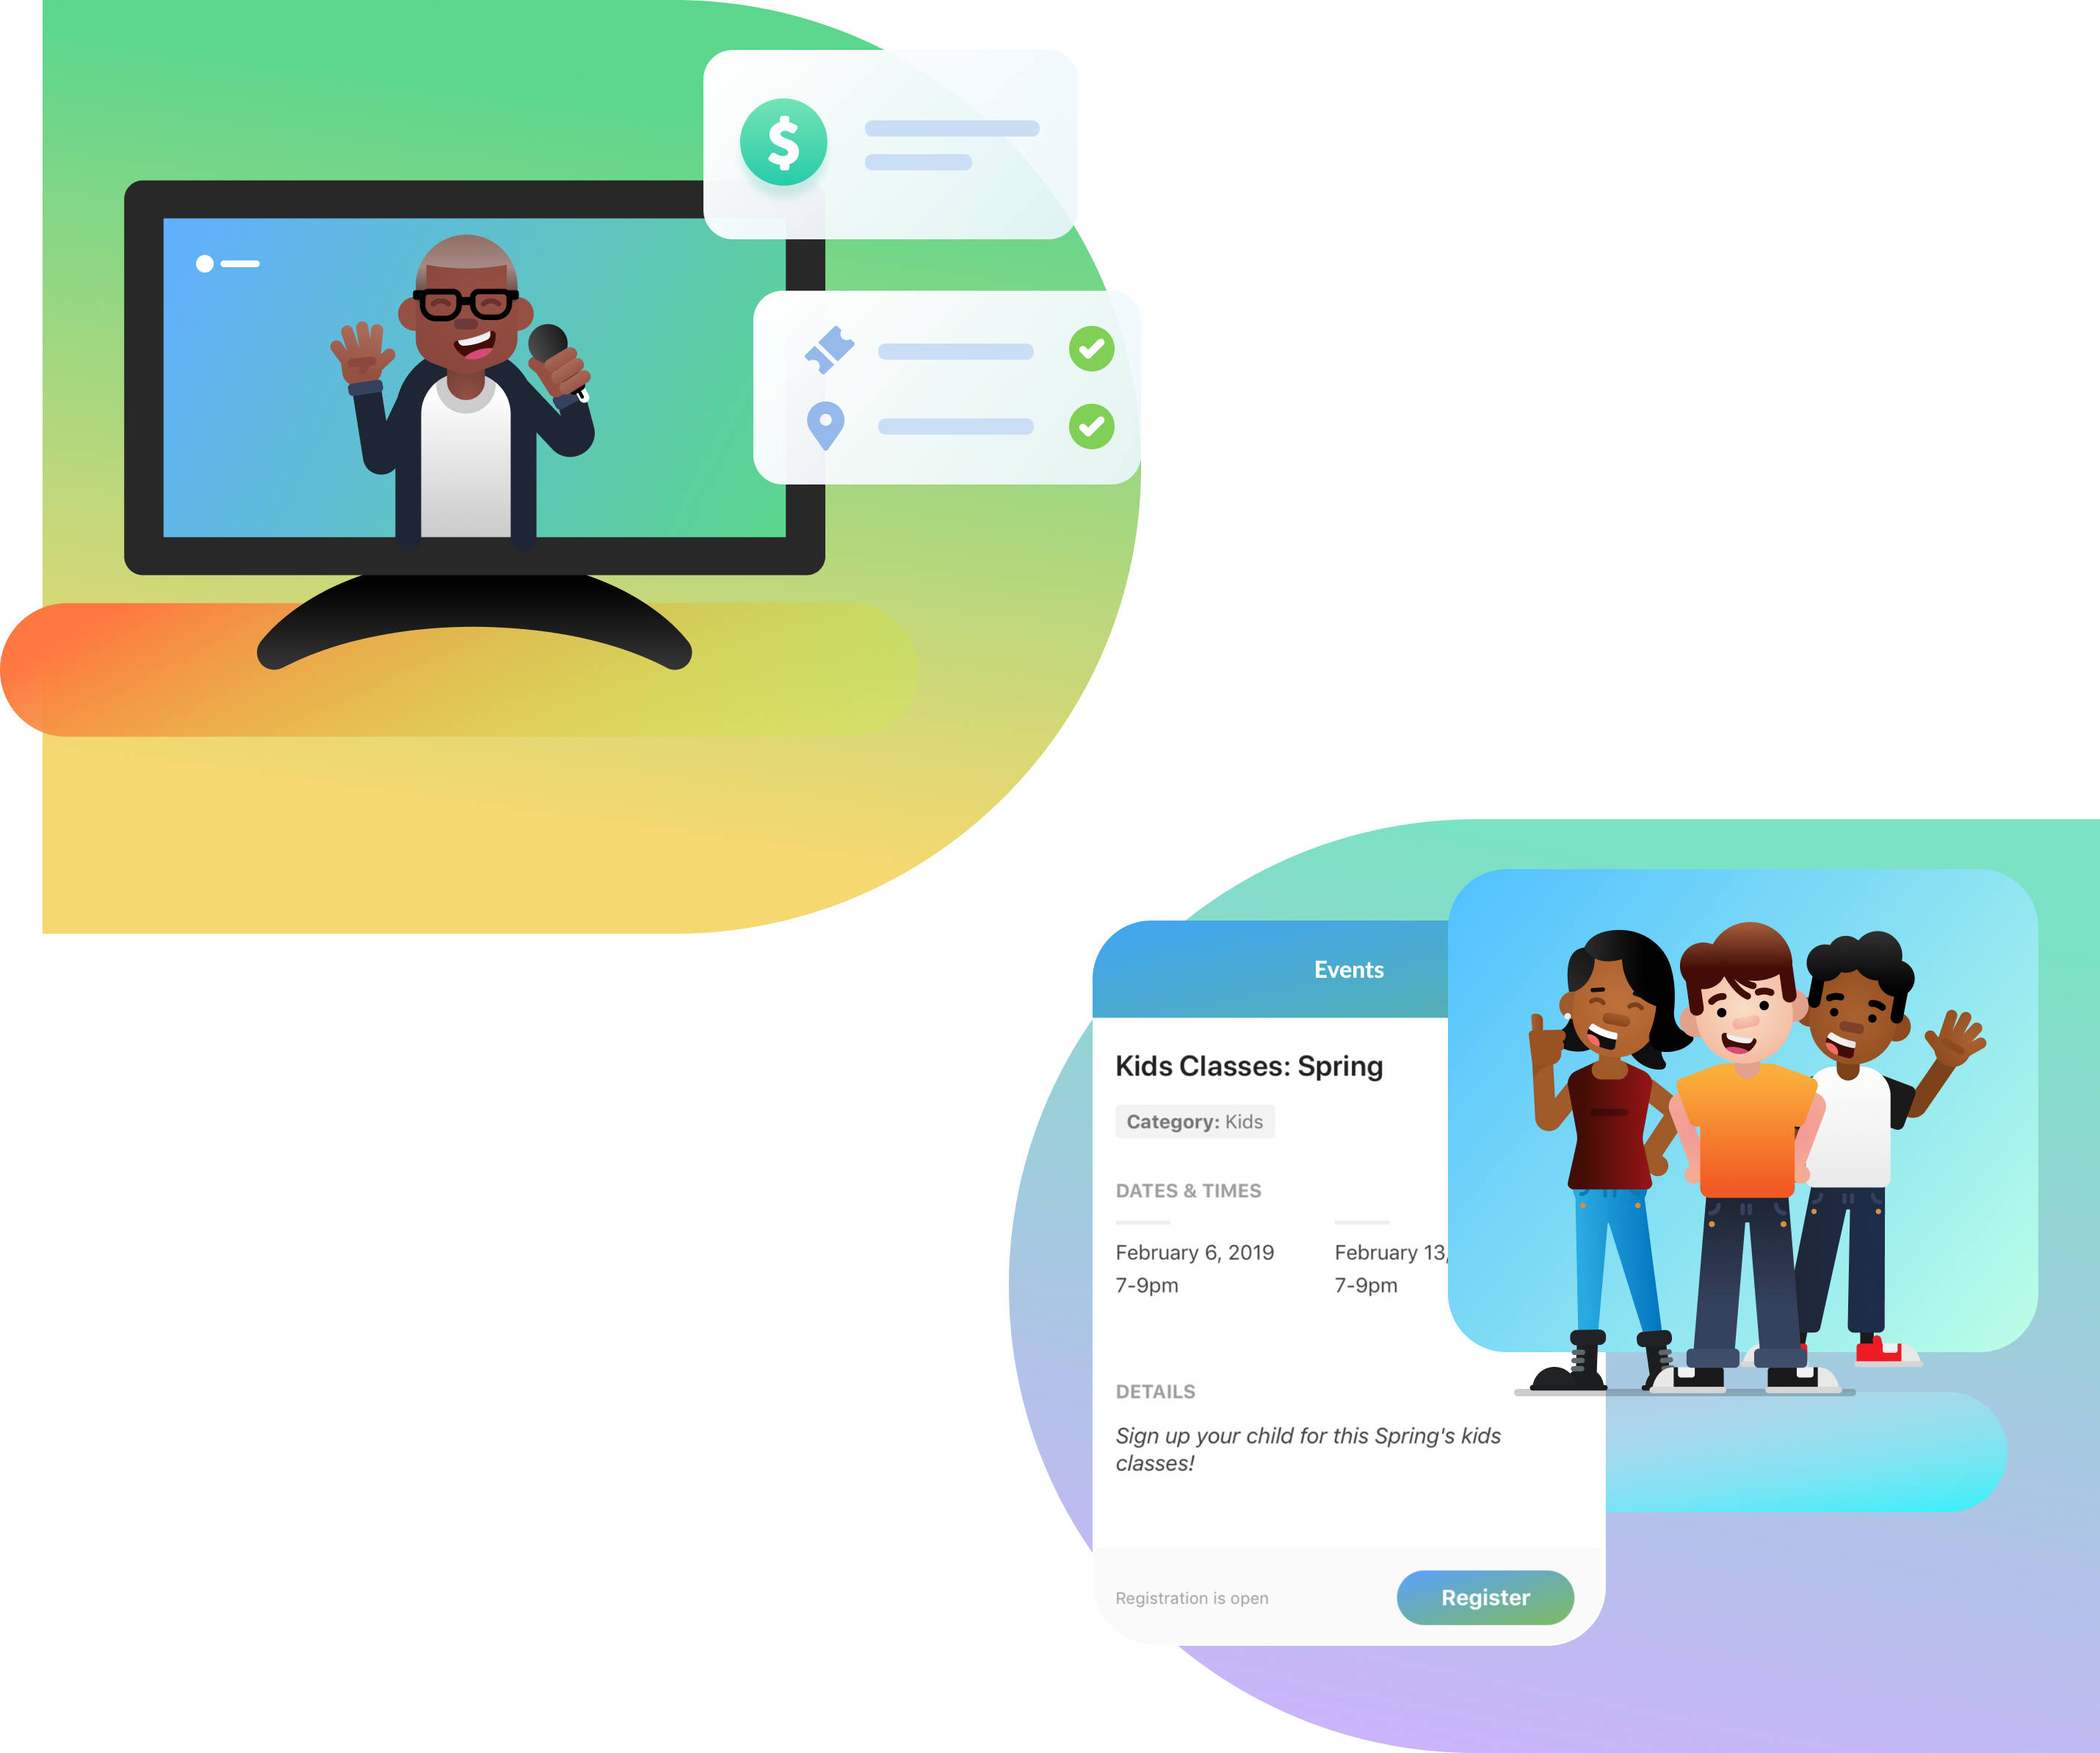 $
Events
Kids Classes: Spring
Category: Kids
DATES & TIMES
February 6, 2019
February 13,
7-9pm
7-9pm
DETAILS
Sign up your child for this Spring's kids
classes!
Registration is open
Register